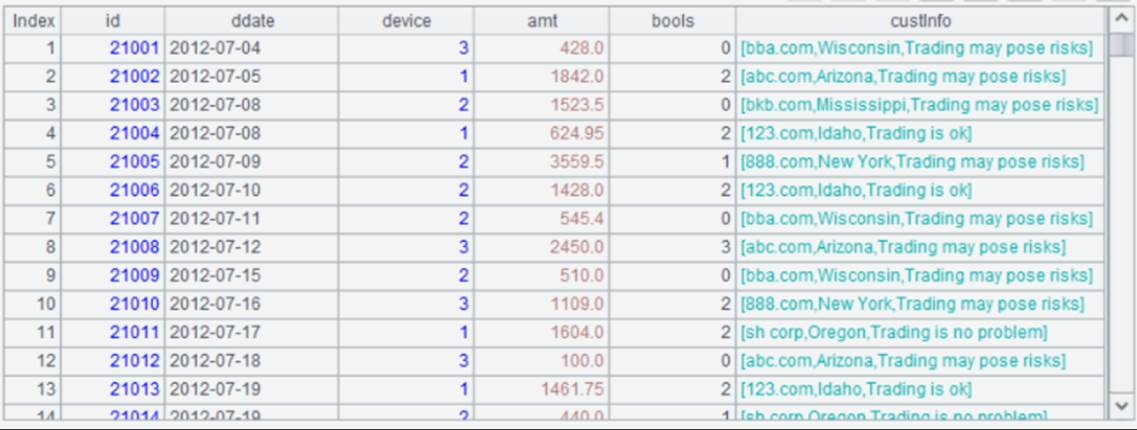 Index id ddate device amt bools custInfo
1 21001 2012-07-04 3 428.0 0 [bba.com,Wisconsin,Trading may pose risks]
2 21002 2012-07-05 1 1842.0 2 [abc.com,Arizona,Trading may pose risks]
3 21003 2012-07-08 2 1523.5 0 [bkb.com,Mississippi,Trading may pose risks]
4 21004 2012-07-08 1 624.95 2 [123.com,Idaho,Trading is ok]
5 21005 2012-07-09 2 3559.5 1 [888.com,New York,Trading may pose risks]
6 21006 2012-07-10 2 1428.0 2 [123.com,Idaho,Trading is ok]
7 21007 2012-07-11 2 545.4 0 [bba.com,Wisconsin,Trading may pose risks]
8 21008 2012-07-12 3 2450.0 3 [abc.com,Arizona,Trading may pose risks]
9 21009 2012-07-15 2 510.0 0 [bba.com,Wisconsin,Trading may pose risks]
10 21010 2012-07-16 3 1109.0 2 [888.com,New York,Trading may pose risks]
11 21011 2012-07-17 1 1604.0 2 [sh corp,Oregon,Trading is no problem]
12 21012 2012-07-18 3 100.0 0 [abc.com,Arizona,Trading may pose risks]
13 21013 2012-07-19 1 1461.75 2 [123.com,Idaho,Trading is ok]
14 21014 2012-07-19 2 440.0 1 [sh corp,Oregon,Trading is no problem]